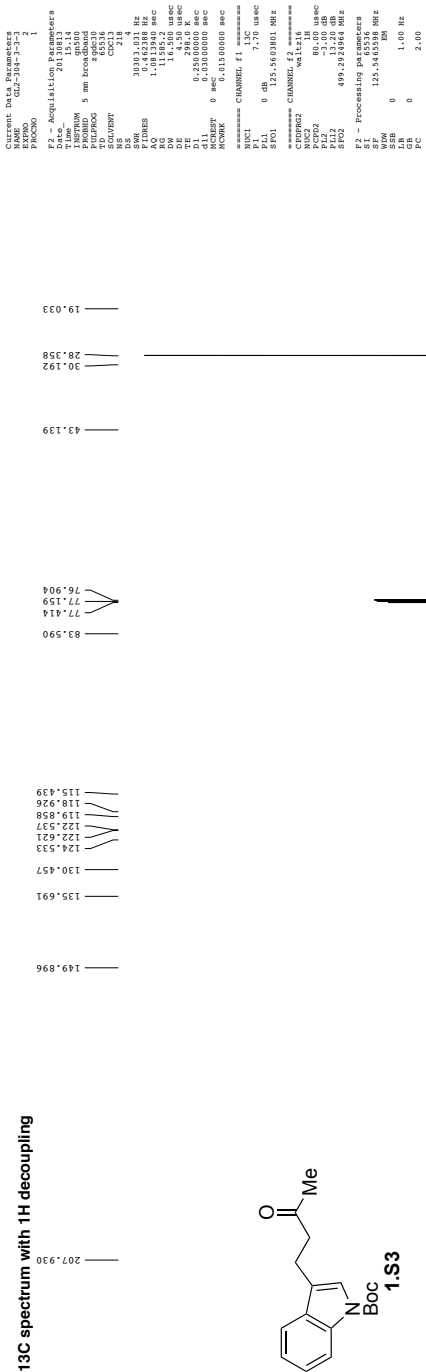 13C spectrum with 1H decoupling
207.930
149.896
135.691
130.457
124.533
122.621
122.537
119.858
118.926
115.439
83.590
77.414
77.159
76.904
43.139
30.192
28.358
19.033
O
Me
N
Boc
1.S3
Current Data Parameters
NAME GL2-304-3-3-3
EXPNO 2
PROCNO 1
F2 - Acquisition Parameters
Date_ 20130813
Time_ 15.14
INSTRUM gn500
PROBHD 5 mm broadband
PULPROG zgdc30
TD 65536
SOLVENT CDCl3
NS 218
DS 4
SWH 30303.031 Hz
FIDRES 0.462388 Hz
AQ 1.0813940 sec
RG 11585.2
DW 16.500 usec
DE 4.50 usec
TE 298.0 K
D1 0.25000000 sec
d11 0.03000000 sec
MCREST 0 sec
MCWRK 0.01500000 sec
======== CHANNEL f1 ========
NUC1 13C
P1 7.70 usec
PL1 0 dB
SFO1 125.5603801 MHz
======== CHANNEL f2 ========
CPDPRG2 waltz16
NUC2 1H
PCPD2 80.00 usec
PL2 -3.00 dB
PL12 13.20 dB
SFO2 499.2924964 MHz
F2 - Processing parameters
SI 65536
SF 125.5465598 MHz
WDW EM
SSB 0
LB 1.00 Hz
GB 0
PC 2.00